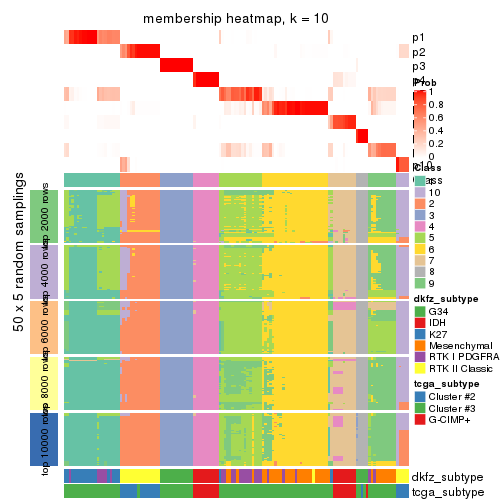 membership heatmap, k = 10
p1
p2
p3
p4
Prob
1
0.8
0.6
0.4
0.2
0
p10
Class
Class
1
10
2
3
4
5
6
7
8
9
50 x 5 random samplings
top 2000 rows
top 4000 rows
top 6000 rows
top 8000 rows
top 10000 rows
dkfz_subtype
G34
IDH
K27
Mesenchymal
RTK I PDGFRA
RTK II Classic
tcga_subtype
Cluster #2
Cluster #3
G-CIMP+
dkfz_subtype
tcga_subtype